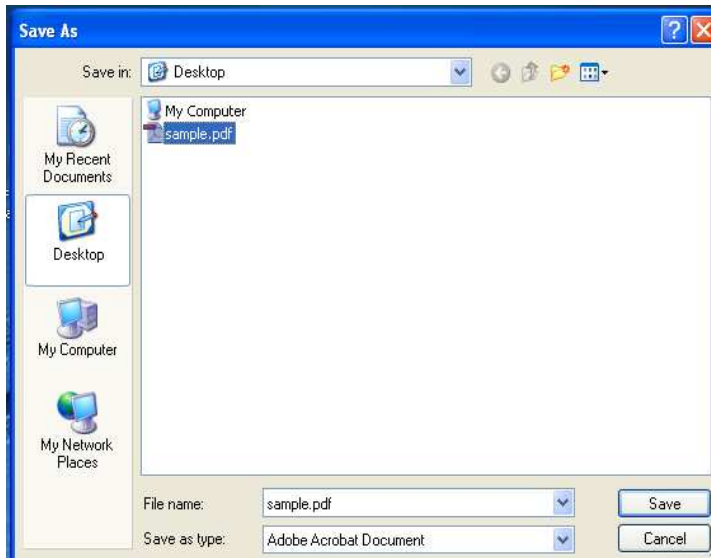 Save As
?
Save in:
Desktop
My Computer
sample.pdf
My Recent
Documents
Desktop
My Computer
My Network
Places
File name:
sample.pdf
Save
Save as type:
Adobe Acrobat Document
Cancel